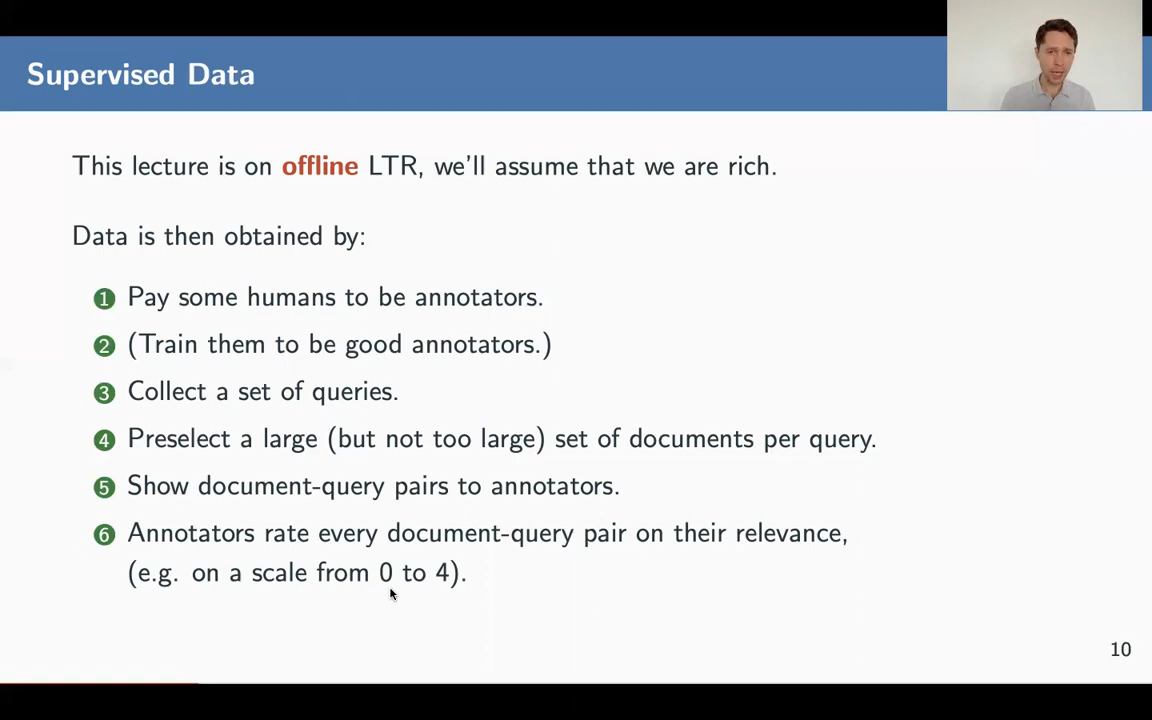 Supervised Data
This lecture is on offline LTR, we'll assume that we are rich.
Data is then obtained by:
1 Pay some humans to be annotators.
2 (Train them to be good annotators.)
3 Collect a set of queries.
4 Preselect a large (but not too large) set of documents per query.
5 Show document-query pairs to annotators.
6 Annotators rate every document-query pair on their relevance,
(e.g. on a scale from 0 to 4).
10